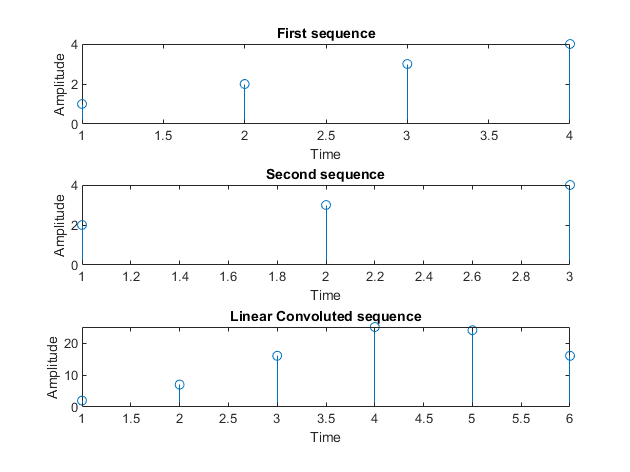 First sequence
4
2
0
Amplitude
1 1.5 2 2.5 3 3.5 4
Time
Second sequence
4
2
0
Amplitude
1 1.2 1.4 1.6 1.8 2 2.2 2.4 2.6 2.8 3
Time
Linear Convoluted sequence
20
10
0
Amplitude
1 1.5 2 2.5 3 3.5 4 4.5 5 5.5 6
Time